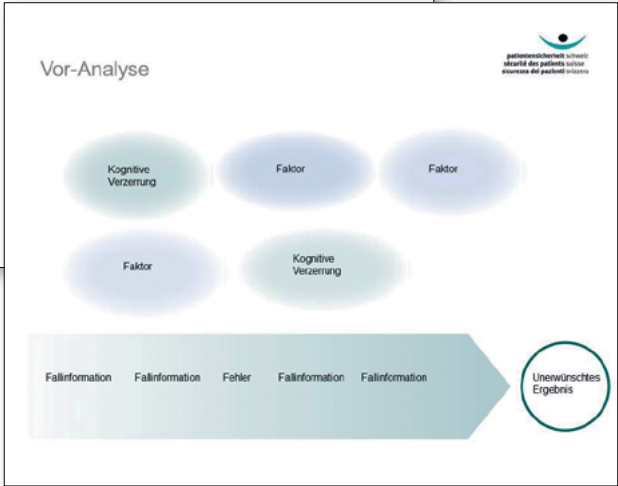 Vor-Analyse
patientensicherheit schweiz
sécurité des patients suisse
sicurezza dei pazienti svizzera
Kognitive
Verzerrung
Faktor
Faktor
Faktor
Kognitive
Verzerrung
Fallinformation Fallinformation Fehler Fallinformation Fallinformation
Unerwünschtes
Ergebnis